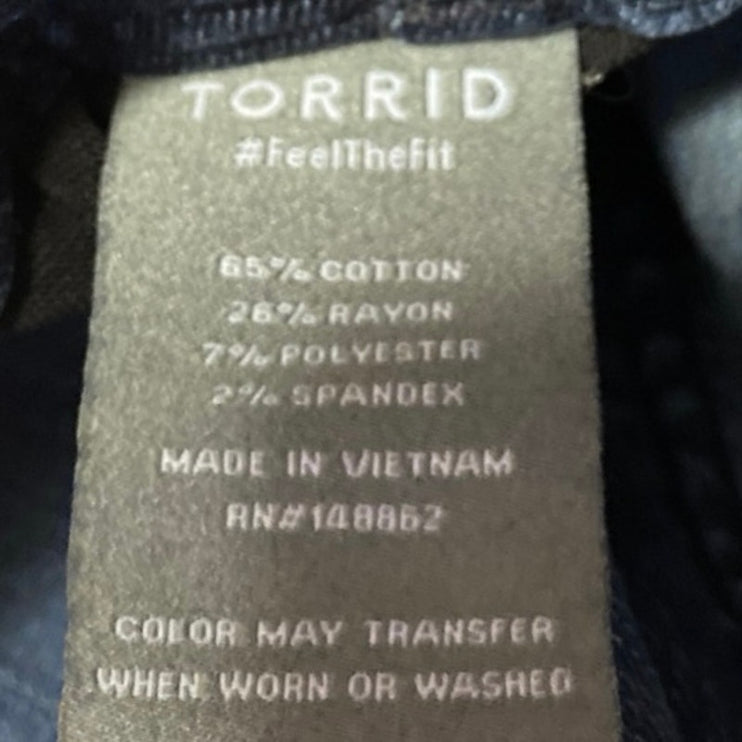 TORRID
#FeelTheFit
65% COTTON
26% RAYON
7% POLYESTER
2% SPANDEX
MADE IN VIETNAM
RN#148862
COLOR MAY TRANSFER
WHEN WORN OR WASHED